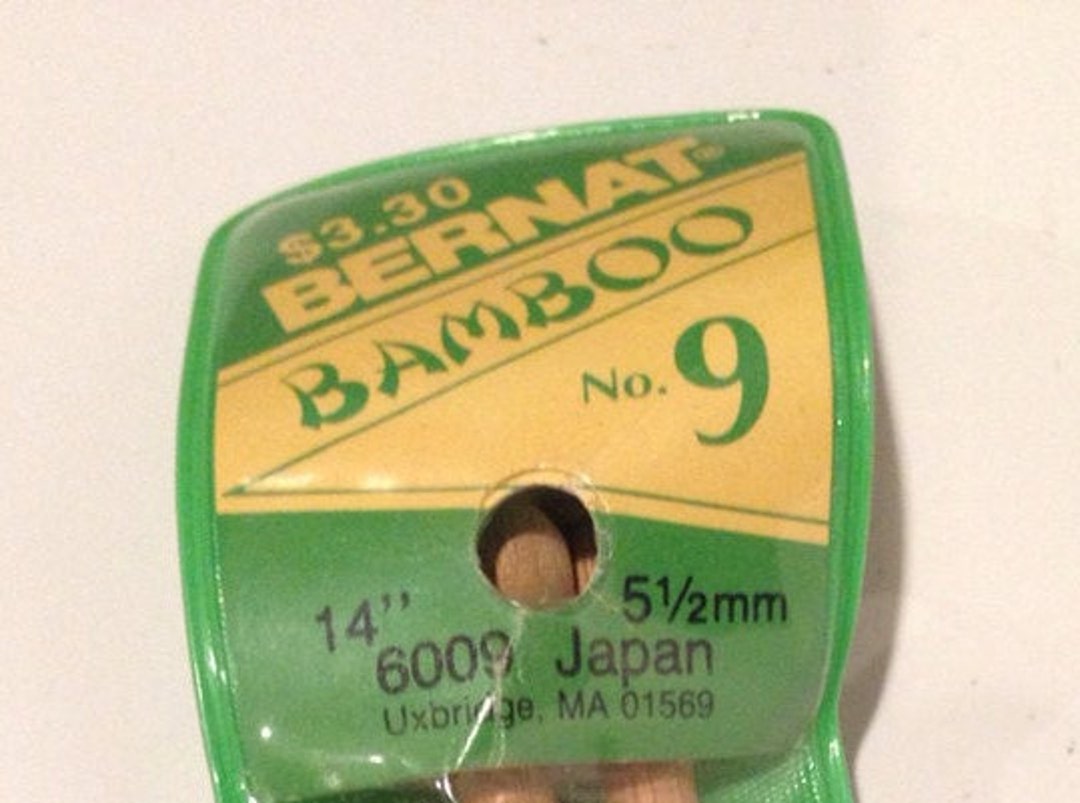 $3.30
BERNAT®
BAMBOO
No. 9
14’’ 5½mm
6009 Japan
Uxbridge, MA 01569